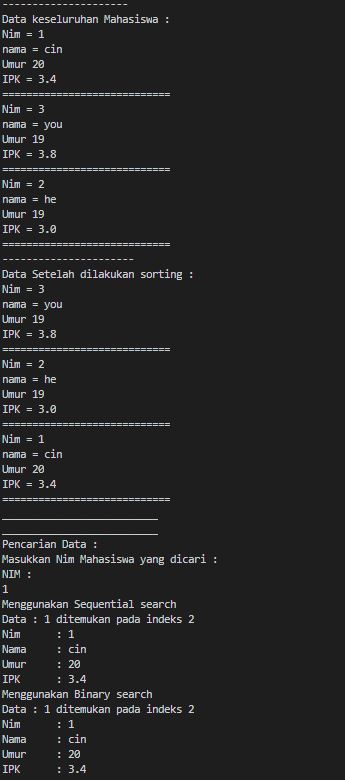 ---------------------
Data keseluruhan Mahasiswa :
Nim = 1
nama = cin
Umur 20
IPK = 3.4
============================
Nim = 3
nama = you
Umur 19
IPK = 3.8
============================
Nim = 2
nama = he
Umur 19
IPK = 3.0
============================
----------------------
Data Setelah dilakukan sorting :
Nim = 3
nama = you
Umur 19
IPK = 3.8
============================
Nim = 2
nama = he
Umur 19
IPK = 3.0
============================
Nim = 1
nama = cin
Umur 20
IPK = 3.4
============================
__________________________
__________________________
Pencarian Data :
Masukkan Nim Mahasiswa yang dicari :
NIM :
1
Menggunakan Sequential search
Data : 1 ditemukan pada indeks 2
Nim      : 1
Nama     : cin
Umur     : 20
IPK      : 3.4
Menggunakan Binary search
Data : 1 ditemukan pada indeks 2
Nim      : 1
Nama     : cin
Umur     : 20
IPK      : 3.4